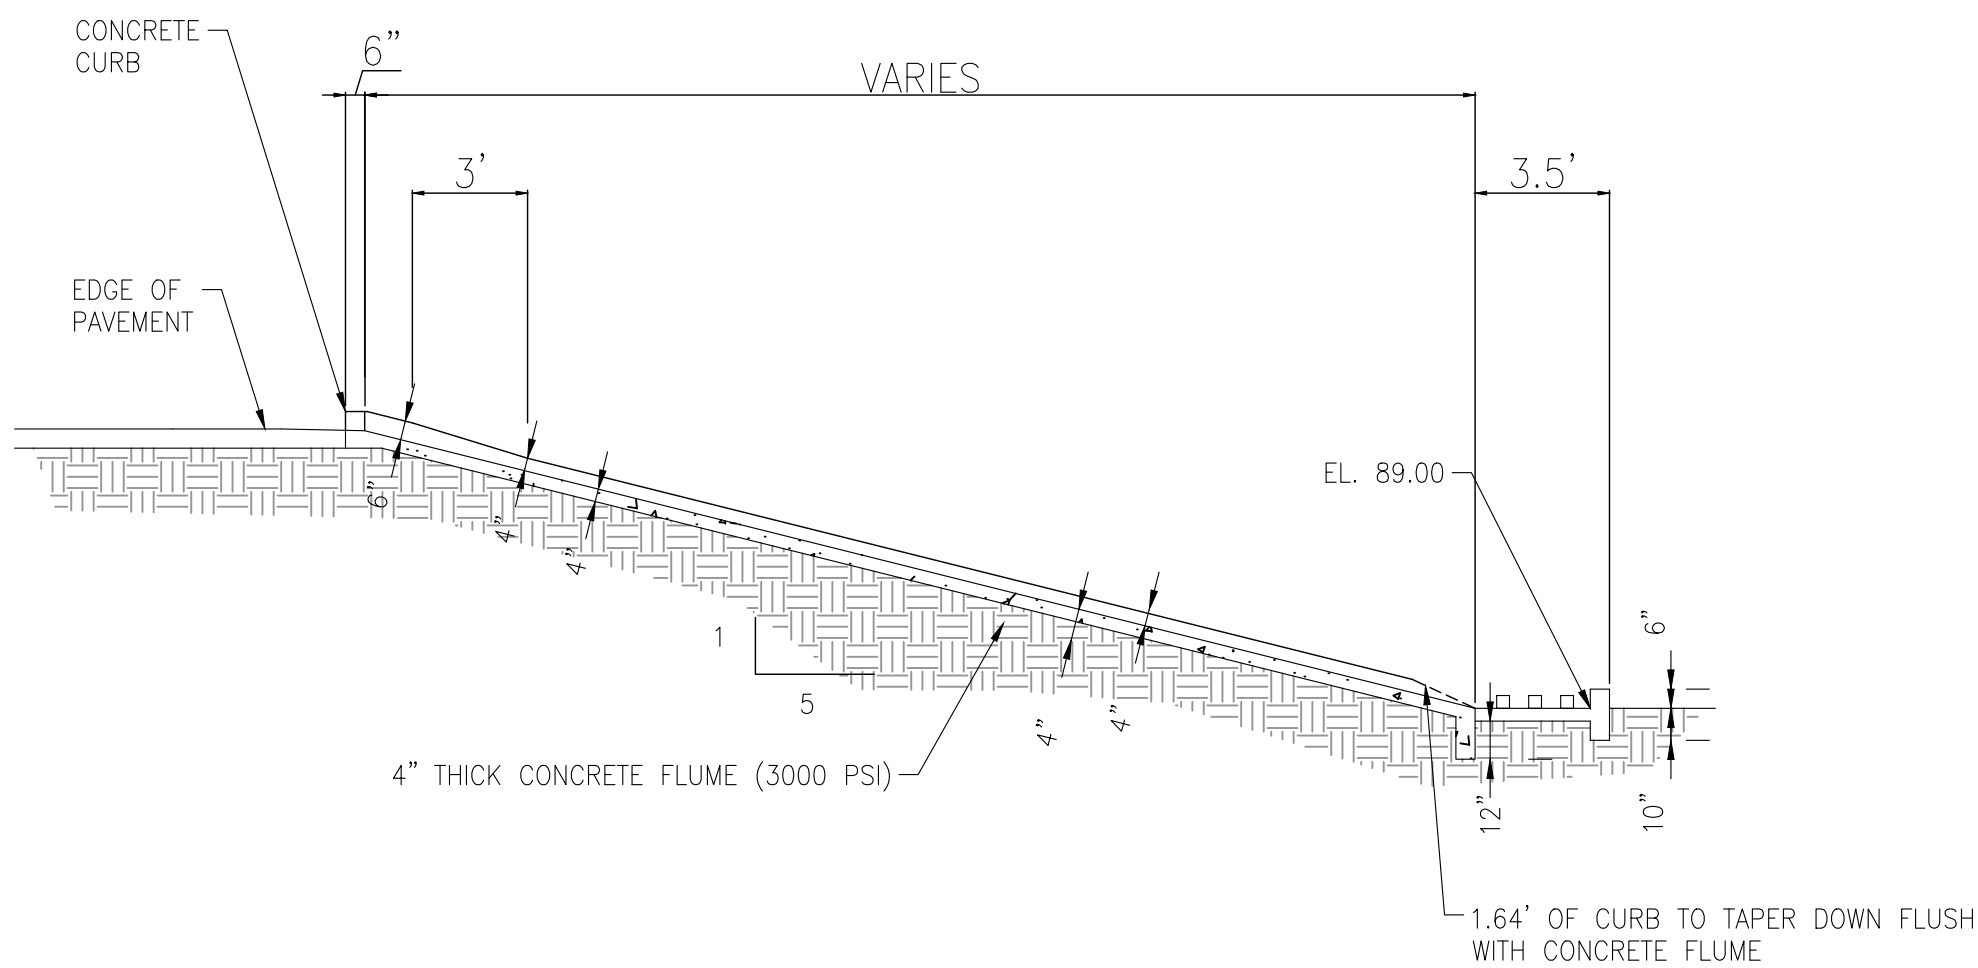 CONCRETE
CURB
6"
VARIES
3'
3.5'
EDGE OF
PAVEMENT
EL. 89.00
6"
4"
4"
6"
1
5
4"
4"
4" THICK CONCRETE FLUME (3000 PSI)
12"
10"
1.64' OF CURB TO TAPER DOWN FLUSH
WITH CONCRETE FLUME